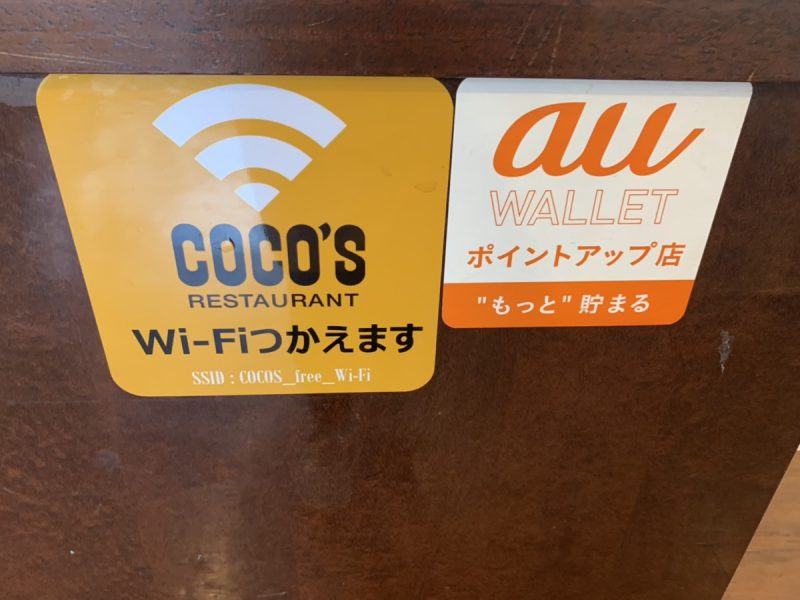 COCO'S
RESTAURANT
Wi-Fiつかえます
SSID : COCOS_free_Wi-Fi
au
WALLET
ポイントアップ店
"もっと" 貯まる